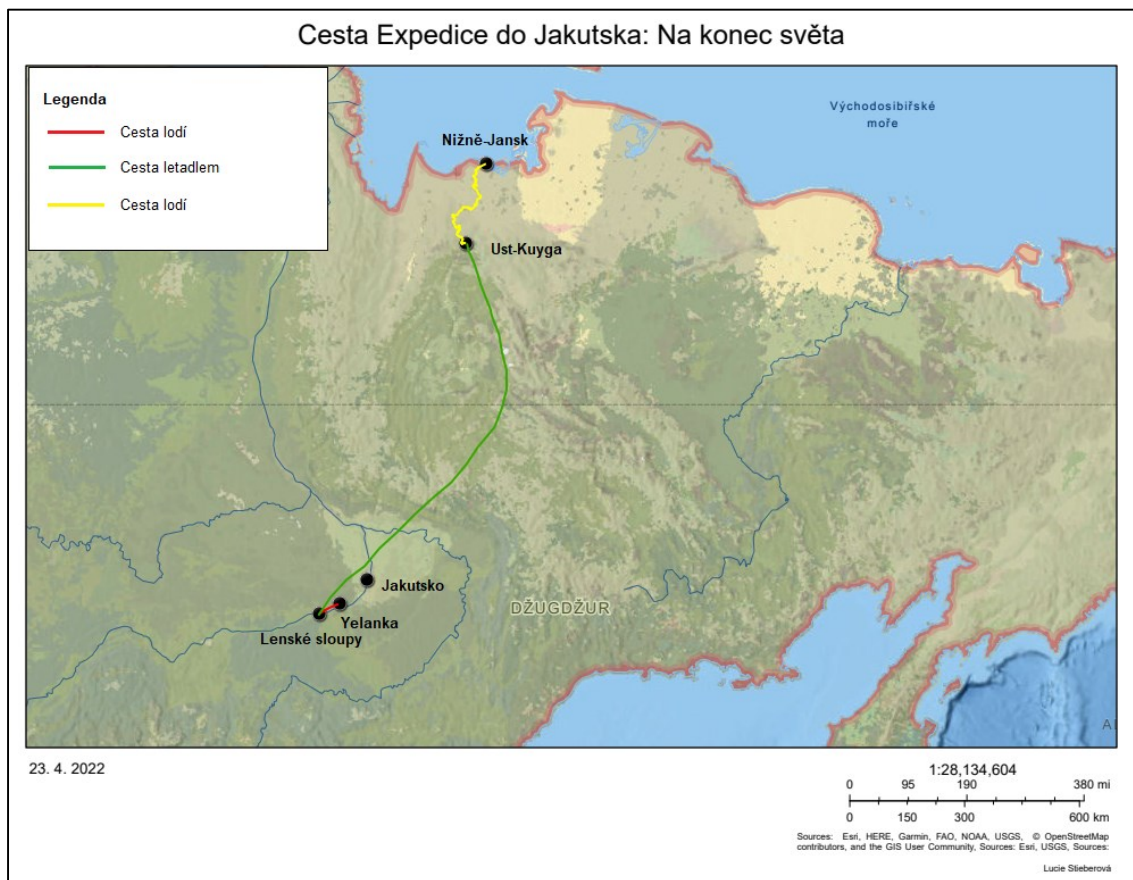 Cesta Expedice do Jakutska: Na konec světa
Legenda
Cesta lodí
Cesta letadlem
Cesta lodí
Východosibiřské
moře
Nižně-Jansk
Ust-Kuyga
Jakutsko
Yelanka
Lenské sloupy
DŽUGDŽUR
23. 4. 2022
1:28,134,604
0 95 190 380 mi
0 150 300 600 km
Sources: Esri, HERE, Garmin, FAO, NOAA, USGS, © OpenStreetMap
contributors, and the GIS User Community, Sources: Esri, USGS, Sources:
Lucie Stieberová